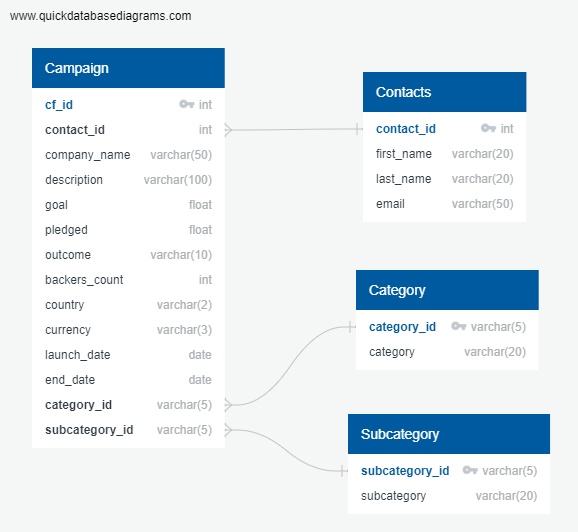 www.quickdatabasediagrams.com
Campaign
cf_id int
contact_id int
company_name varchar(50)
description varchar(100)
goal float
pledged float
outcome varchar(10)
backers_count int
country varchar(2)
currency varchar(3)
launch_date date
end_date date
category_id varchar(5)
subcategory_id varchar(5)
Contacts
contact_id int
first_name varchar(20)
last_name varchar(20)
email varchar(50)
Category
category_id varchar(5)
category varchar(20)
Subcategory
subcategory_id varchar(5)
subcategory varchar(20)